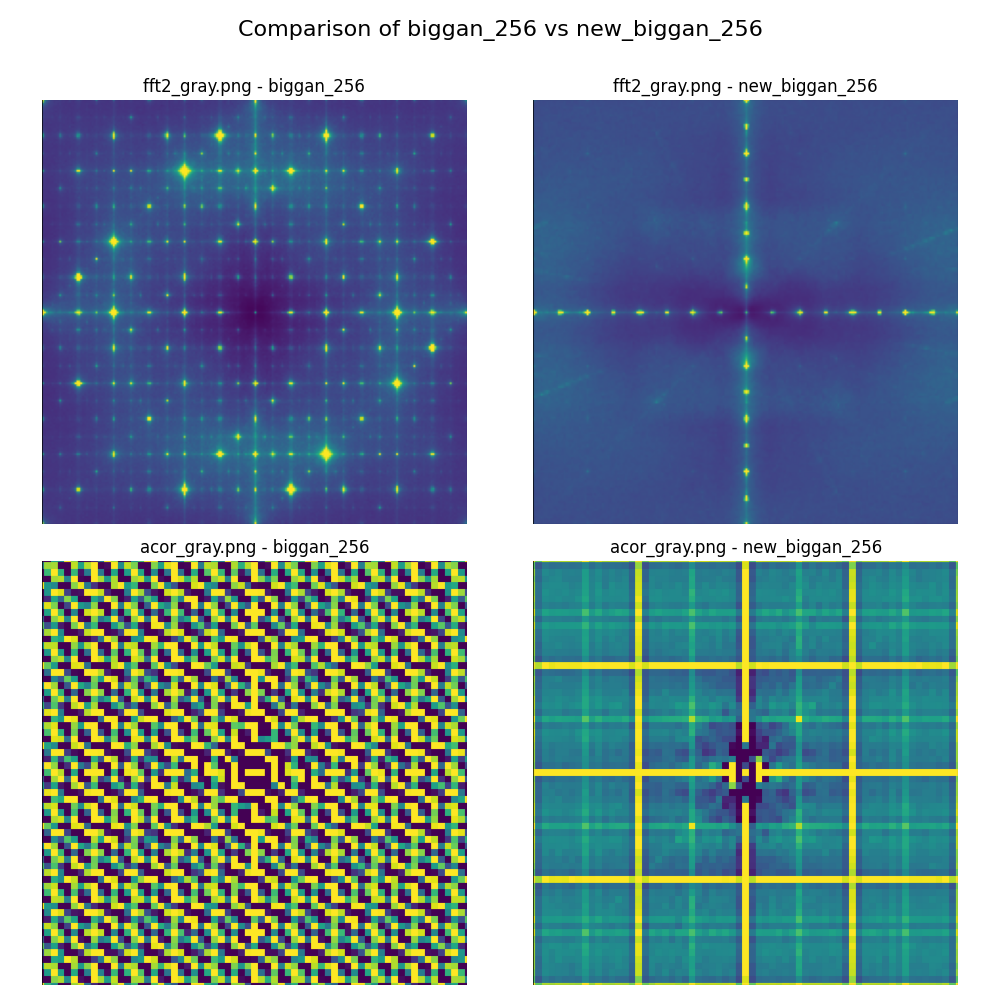 Comparison of biggan_256 vs new_biggan_256
fft2_gray.png - biggan_256
fft2_gray.png - new_biggan_256
acor_gray.png - biggan_256
acor_gray.png - new_biggan_256